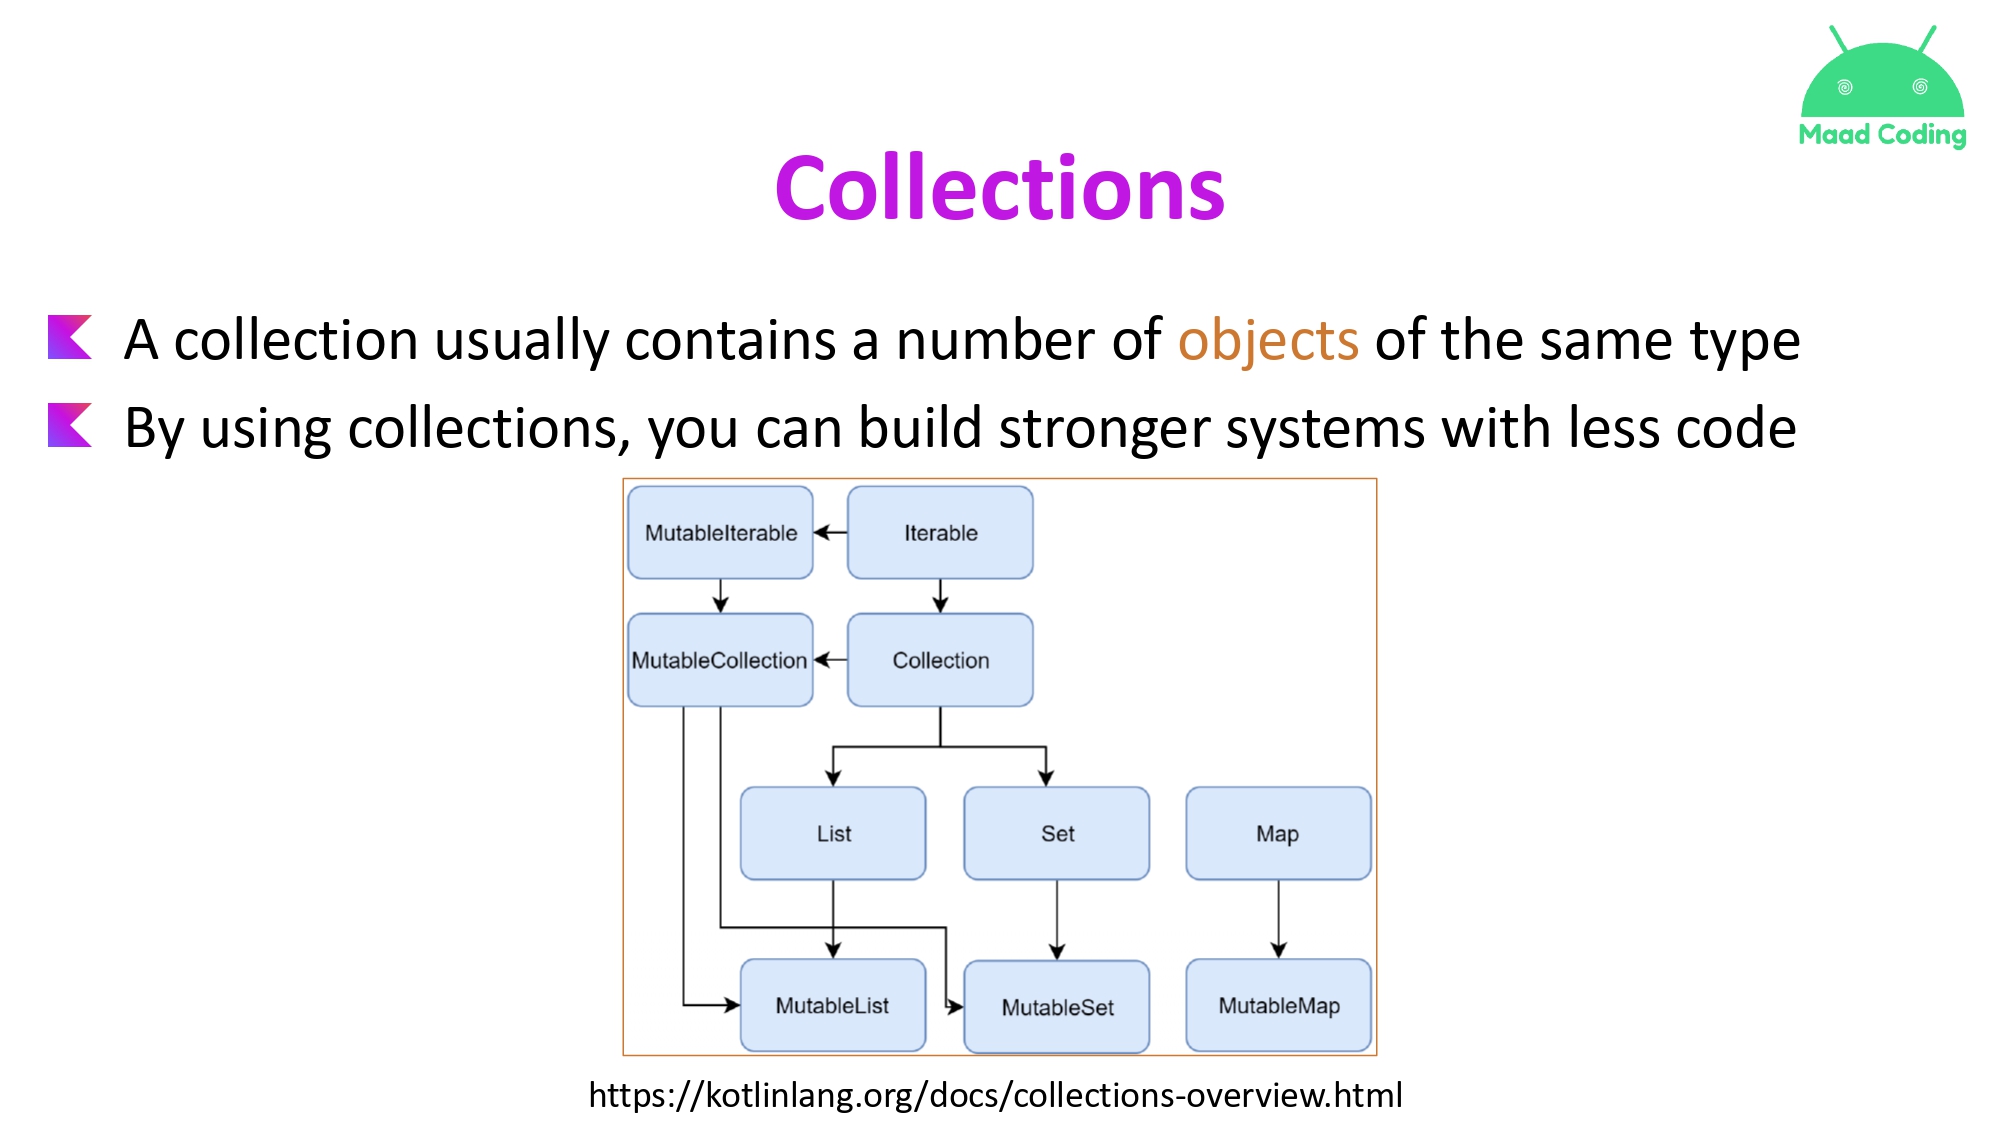 Maad Coding
Collections
A collection usually contains a number of objects of the same type
By using collections, you can build stronger systems with less code
MutableIterable
Iterable
MutableCollection
Collection
List
Set
Map
MutableList
MutableSet
MutableMap
https://kotlinlang.org/docs/collections-overview.html